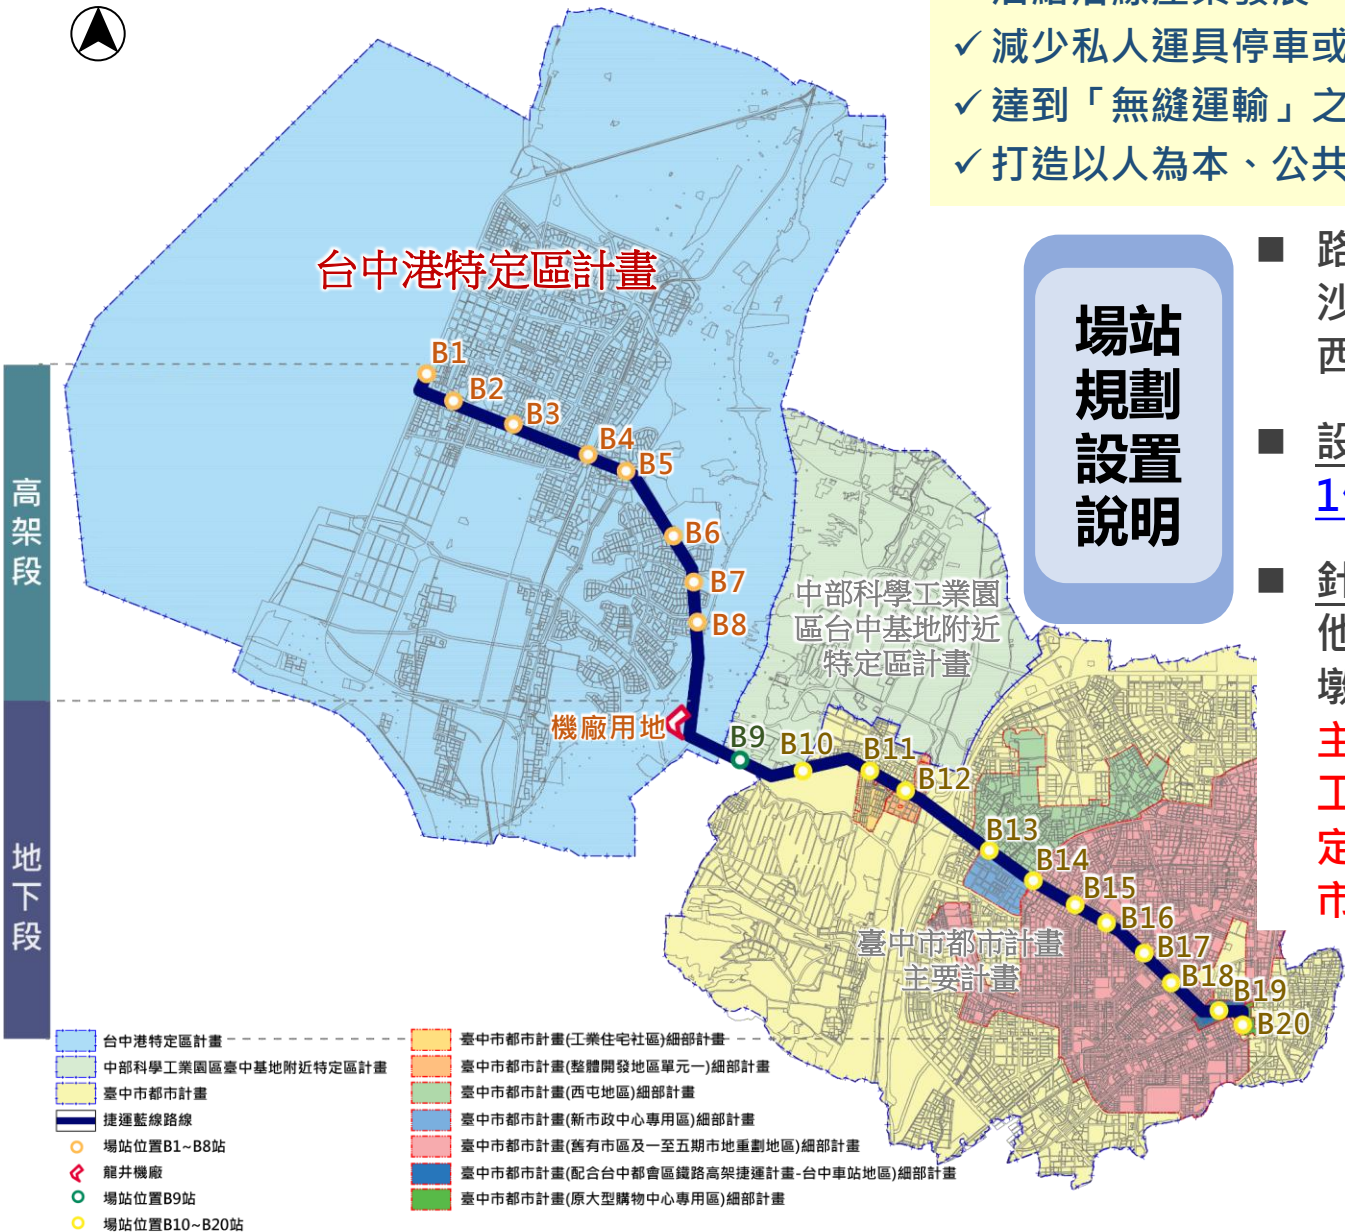 ✓ 減少私人運具停車或
✓ 達到「無縫運輸」之
✓ 打造以人為本、公共
台中港特定區計畫
場站
規劃
設置
說明
■ 路
沙
西
■ 設
■ 針
他
墩
主
工
定
市
高架段
地下段
B1
B2
B3
B4
B5
B6
B7
B8
機廠用地
B9
B10
B11
B12
B13
B14
B15
B16
B17
B18
B19
B20
中部科學工業園
區台中基地附近
特定區計畫
臺中市都市計畫
主要計畫
台中港特定區計畫
中部科學工業園區臺中基地附近特定區計畫
臺中市都市計畫
捷運藍線路線
場站位置B1~B8站
龍井機廠
場站位置B9站
場站位置B10~B20站
臺中市都市計畫(工業住宅社區)細部計畫
臺中市都市計畫(整體開發地區單元一)細部計畫
臺中市都市計畫(西屯地區)細部計畫
臺中市都市計畫(新市政中心專用區)細部計畫
臺中市都市計畫(舊有市區及一至五期市地重劃地區)細部計畫
臺中市都市計畫(配合台中都會區鐵路高架捷運計畫-台中車站地區)細部計畫
臺中市都市計畫(原大型購物中心專用區)細部計畫